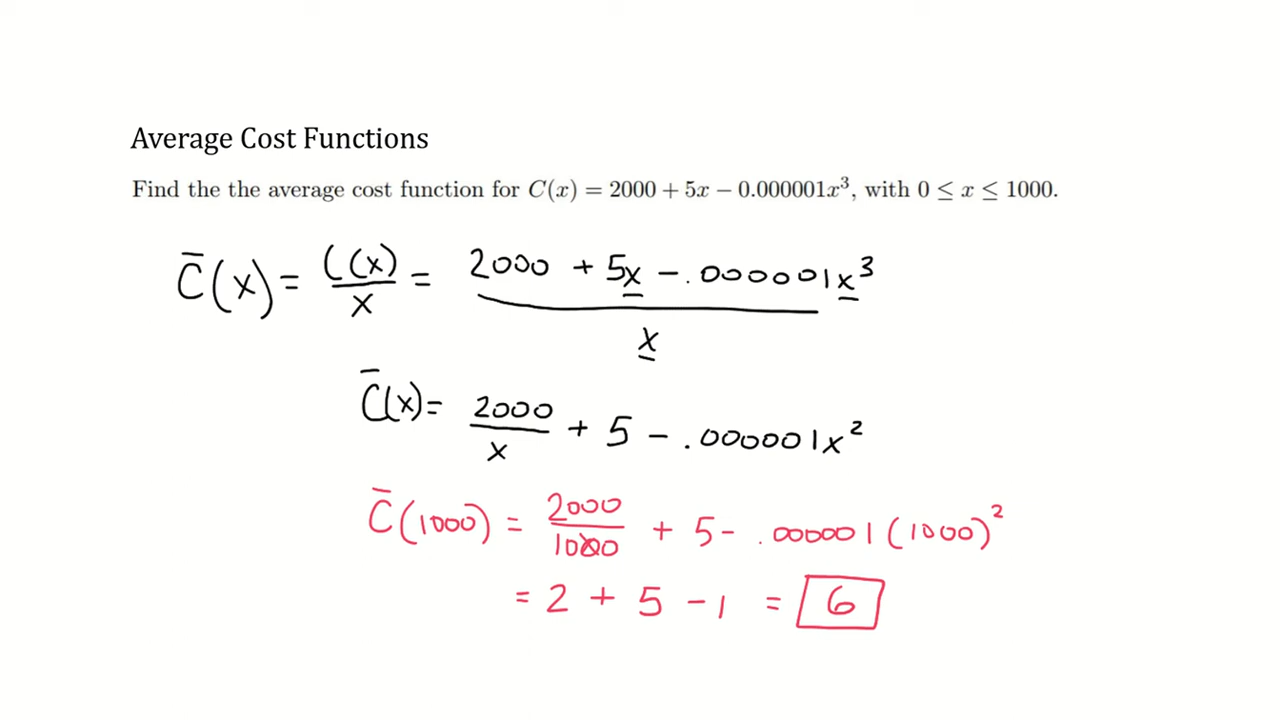 Average Cost Functions
Find the the average cost function for C(x) = 2000 + 5x − 0.000001x³, with 0 ≤ x ≤ 1000.
C̄(x) = C(x)/x = (2000 + 5x − .000001x³)/x
C̄(x) = 2000/x + 5 − .000001x²
C̄(1000) = 2000/1000 + 5 − .000001(1000)²
= 2 + 5 − 1 = 6